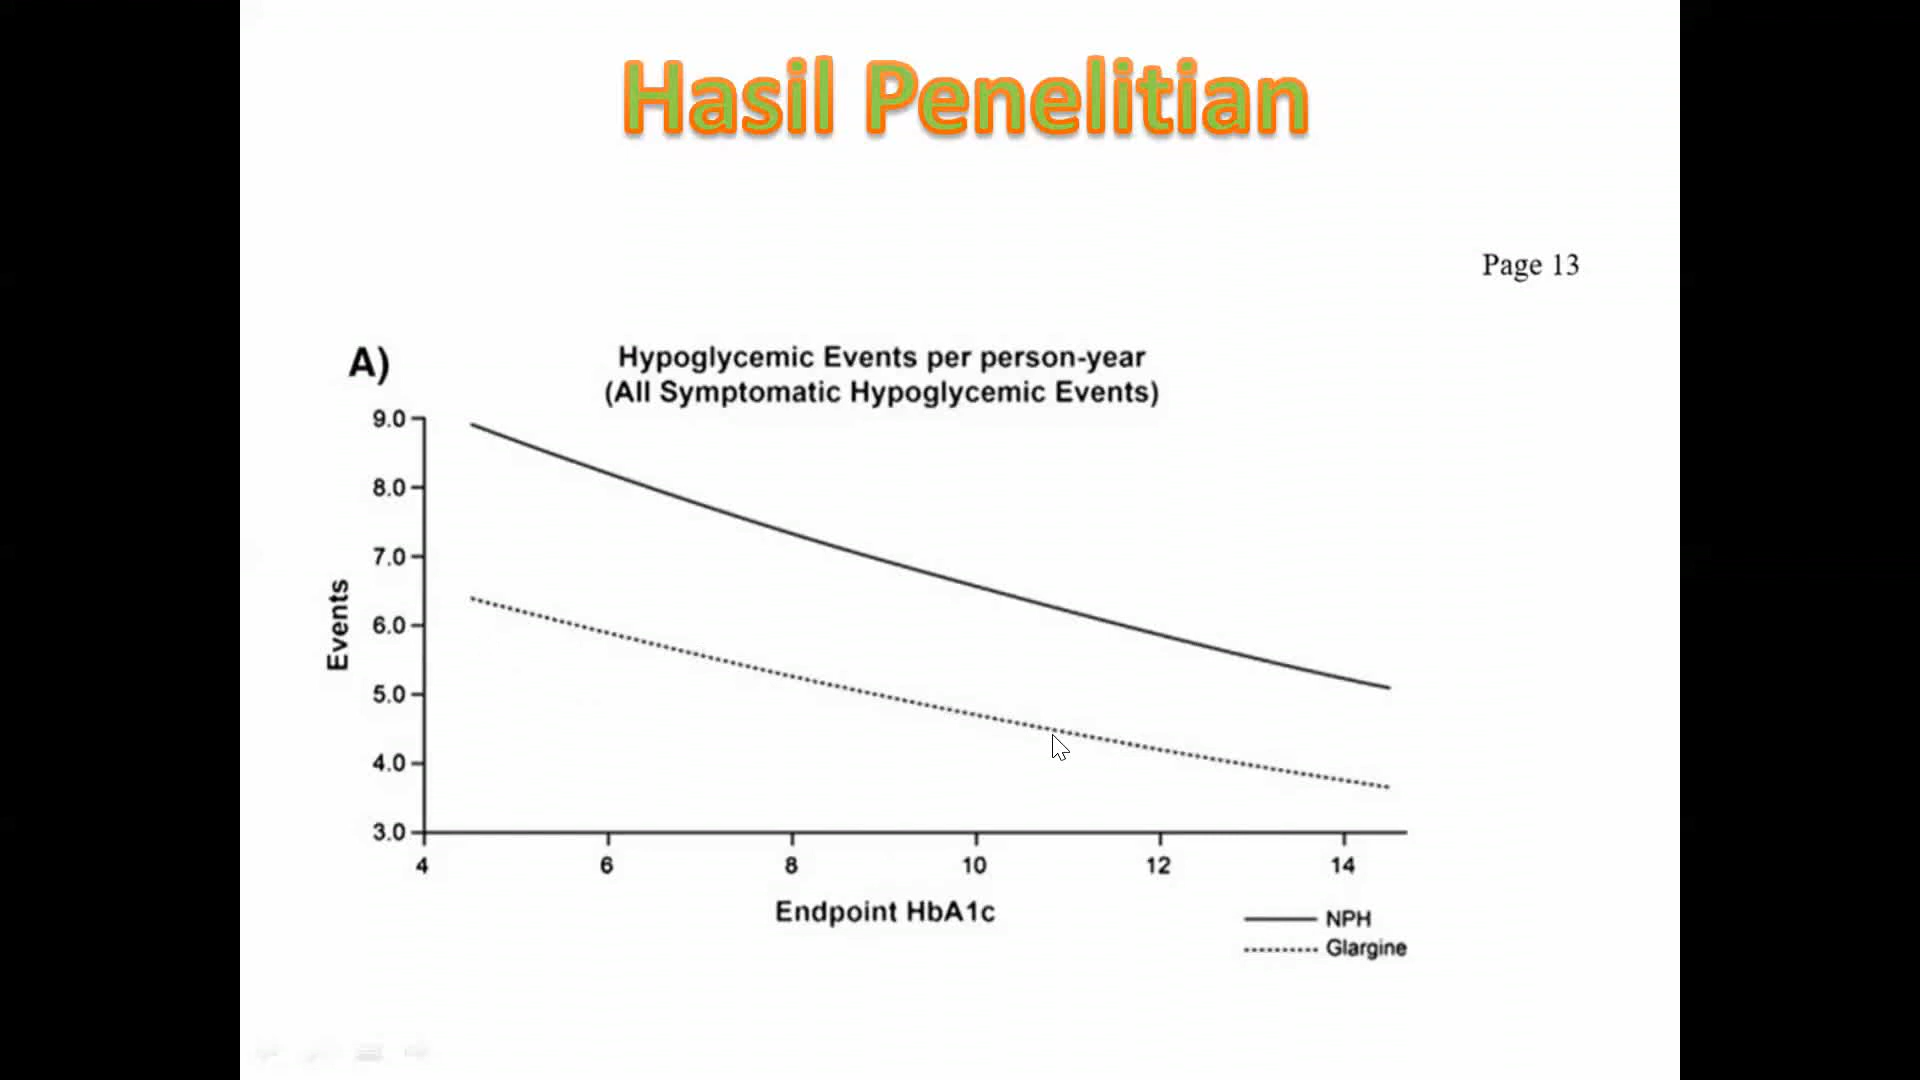 Hasil Penelitian
Page 13
A)
Hypoglycemic Events per person-year
(All Symptomatic Hypoglycemic Events)
9.0
8.0
7.0
6.0
5.0
4.0
3.0
Events
4 6 8 10 12 14
Endpoint HbA1c
NPH
Glargine